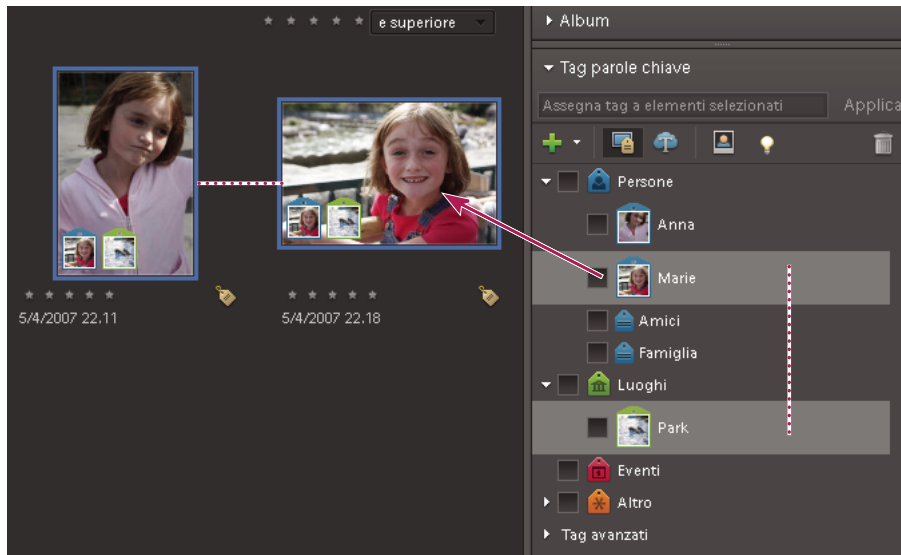 e superiore
Album
Tag parole chiave
Assegna tag a elementi selezionati
Applica
Persone
Anna
Marie
Amici
Famiglia
Luoghi
Park
Eventi
Altro
Tag avanzati
5/4/2007 22.11
5/4/2007 22.18